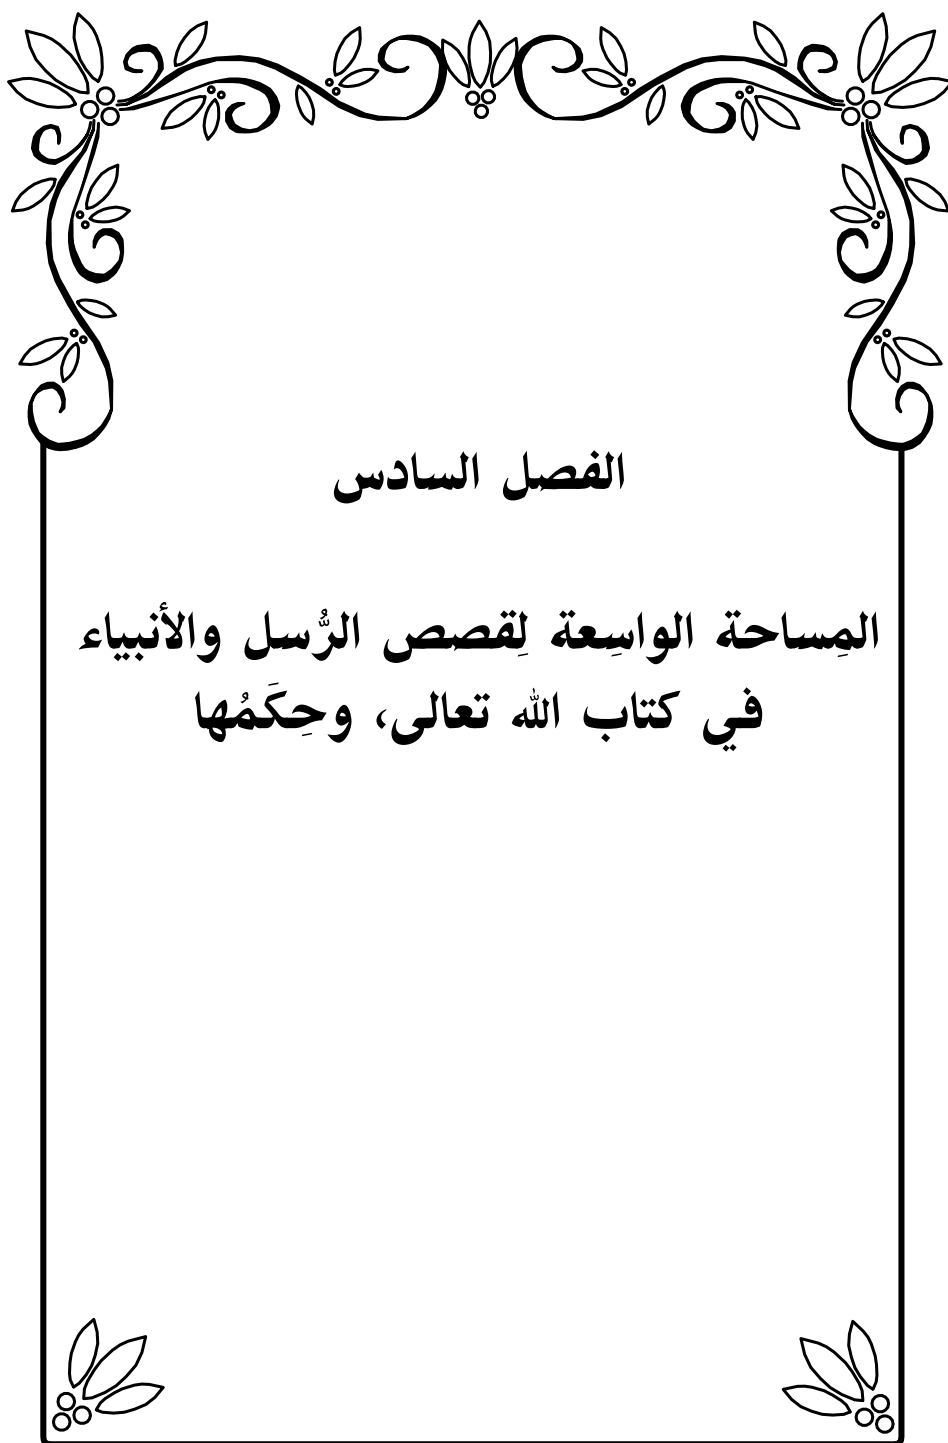 الفصل السادس
المِساحة الواسِعة لِقصص الرُّسل والأنبياء
في كتاب الله تعالى، وحِكَمُها